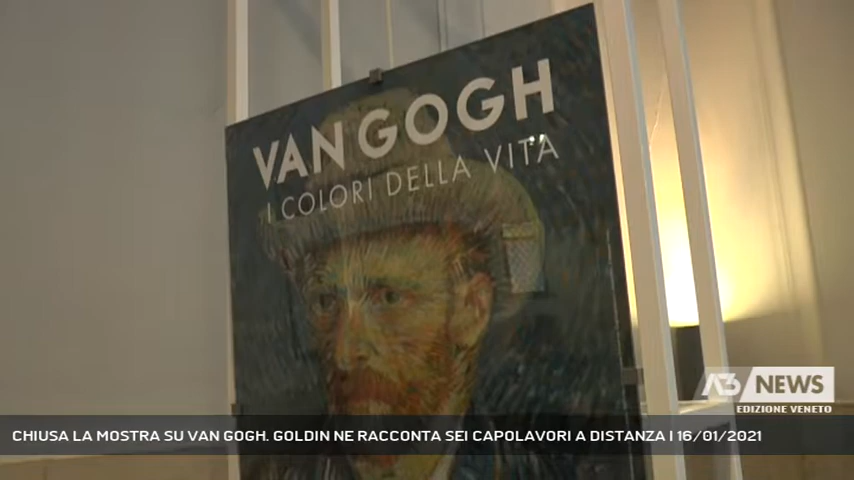 VAN GOGH
I COLORI DELLA VITA
A3 NEWS
EDIZIONE VENETO
CHIUSA LA MOSTRA SU VAN GOGH. GOLDIN NE RACCONTA SEI CAPOLAVORI A DISTANZA | 16/01/2021